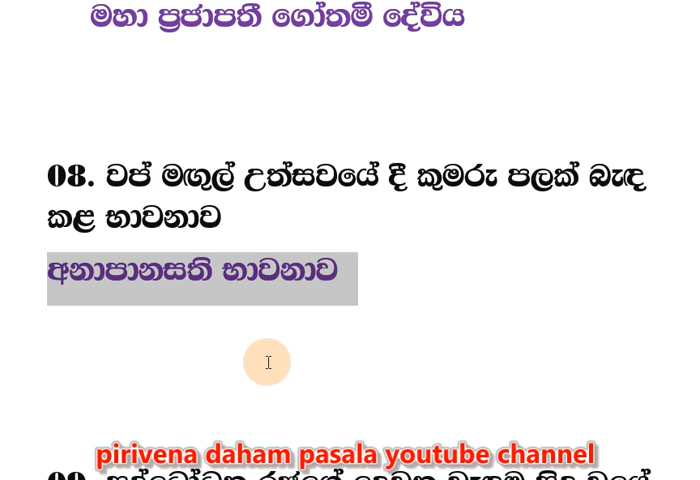 මහා ප්‍රජාපතී ගෝතමී දේවිය
08. වප් මඟුල් උත්සවයේ දී කුමරු පලක් බැඳ
කළ භාවනාව
අනාපානසති භාවනාව
pirivena daham pasala youtube channel